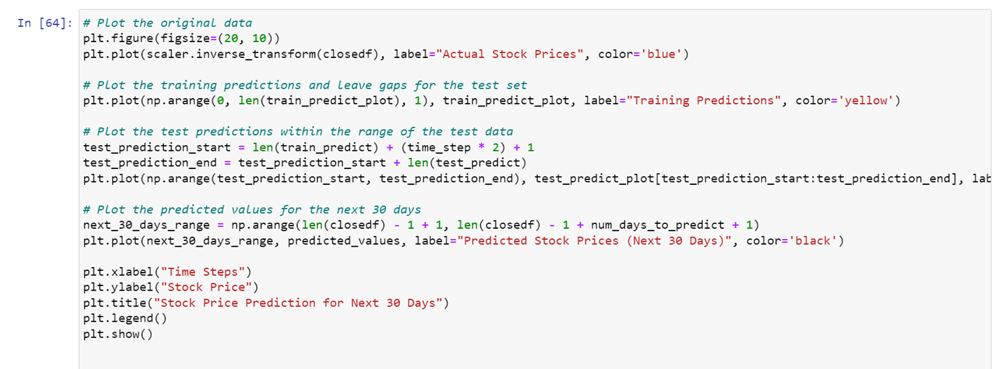 In [64]: # Plot the original data
plt.figure(figsize=(20, 10))
plt.plot(scaler.inverse_transform(closedf), label="Actual Stock Prices", color='blue')
# Plot the training predictions and leave gaps for the test set
plt.plot(np.arange(0, len(train_predict_plot), 1), train_predict_plot, label="Training Predictions", color='yellow')
# Plot the test predictions within the range of the test data
test_prediction_start = len(train_predict) + (time_step * 2) + 1
test_prediction_end = test_prediction_start + len(test_predict)
plt.plot(np.arange(test_prediction_start, test_prediction_end), test_predict_plot[test_prediction_start:test_prediction_end], lab
# Plot the predicted values for the next 30 days
next_30_days_range = np.arange(len(closedf) - 1 + 1, len(closedf) - 1 + num_days_to_predict + 1)
plt.plot(next_30_days_range, predicted_values, label="Predicted Stock Prices (Next 30 Days)", color='black')
plt.xlabel("Time Steps")
plt.ylabel("Stock Price")
plt.title("Stock Price Prediction for Next 30 Days")
plt.legend()
plt.show()